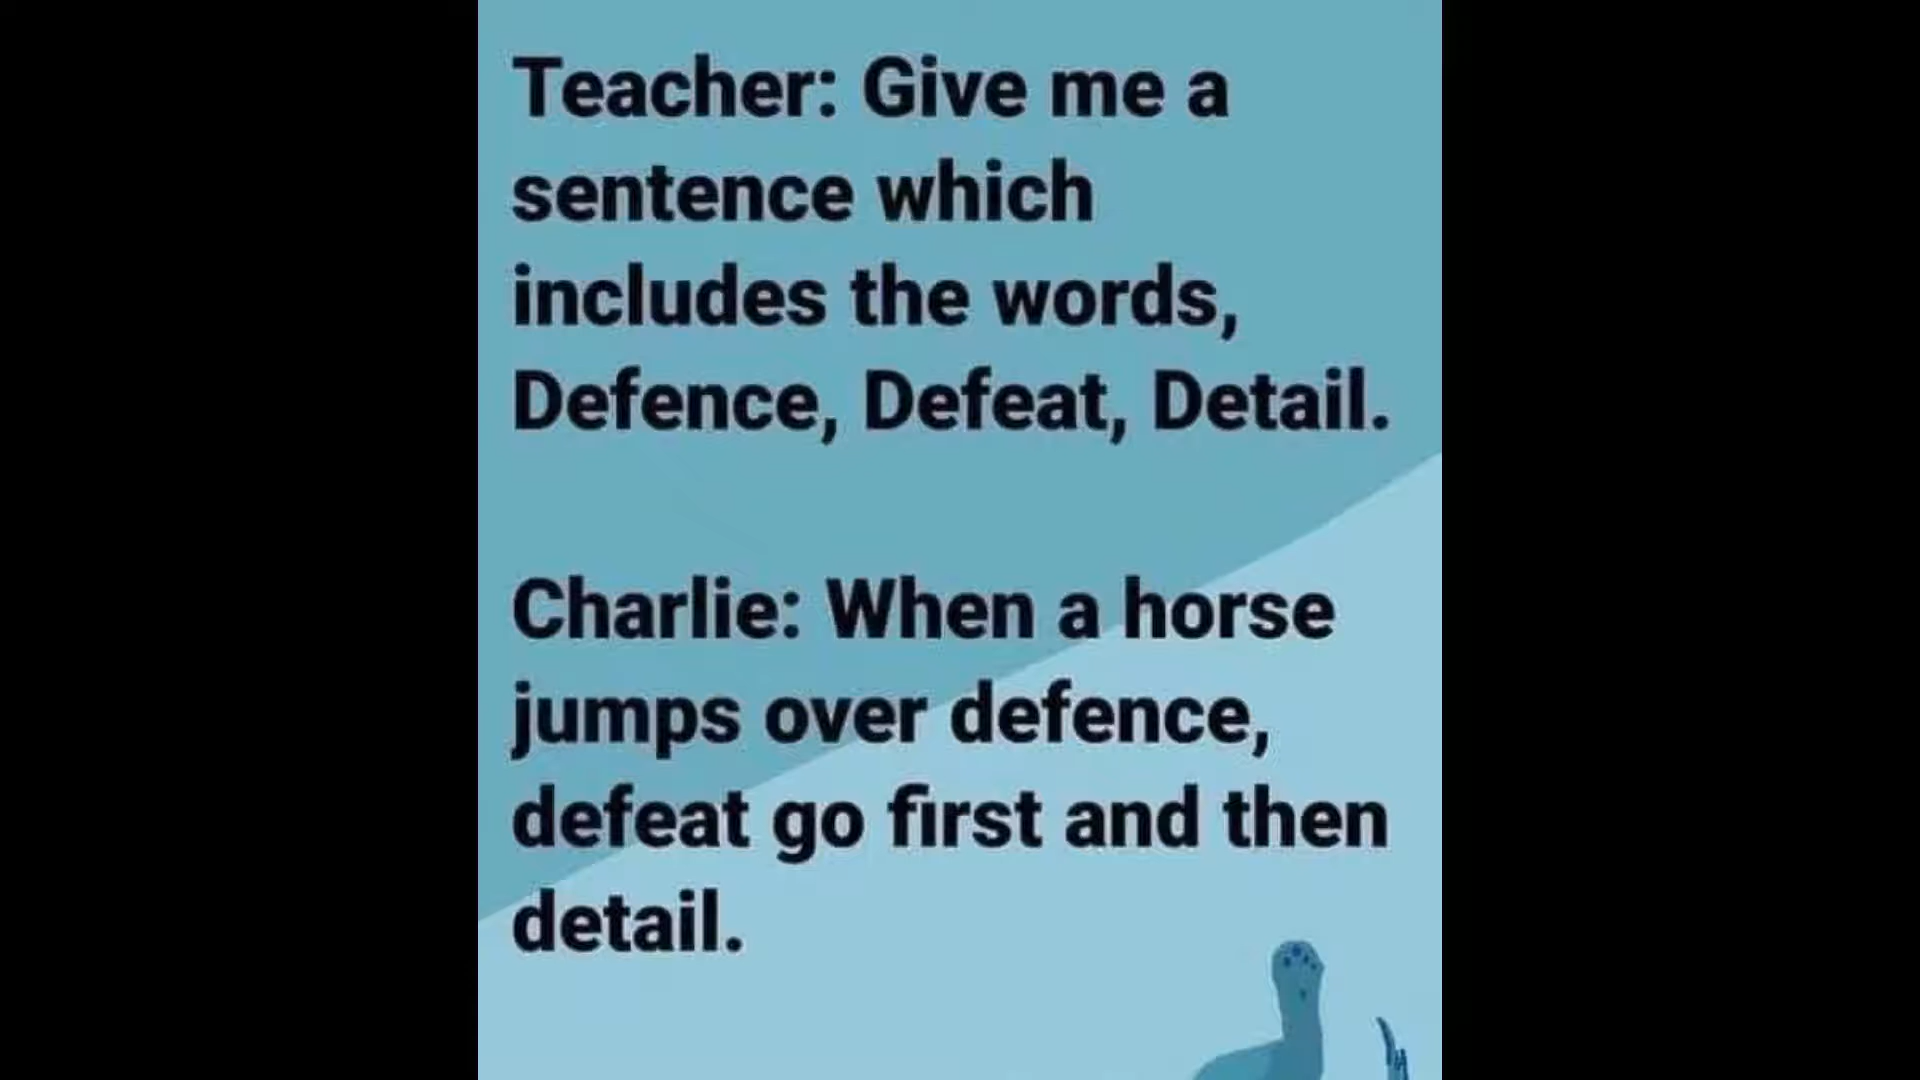 Teacher: Give me a
sentence which
includes the words,
Defence, Defeat, Detail.
Charlie: When a horse
jumps over defence,
defeat go first and then
detail.